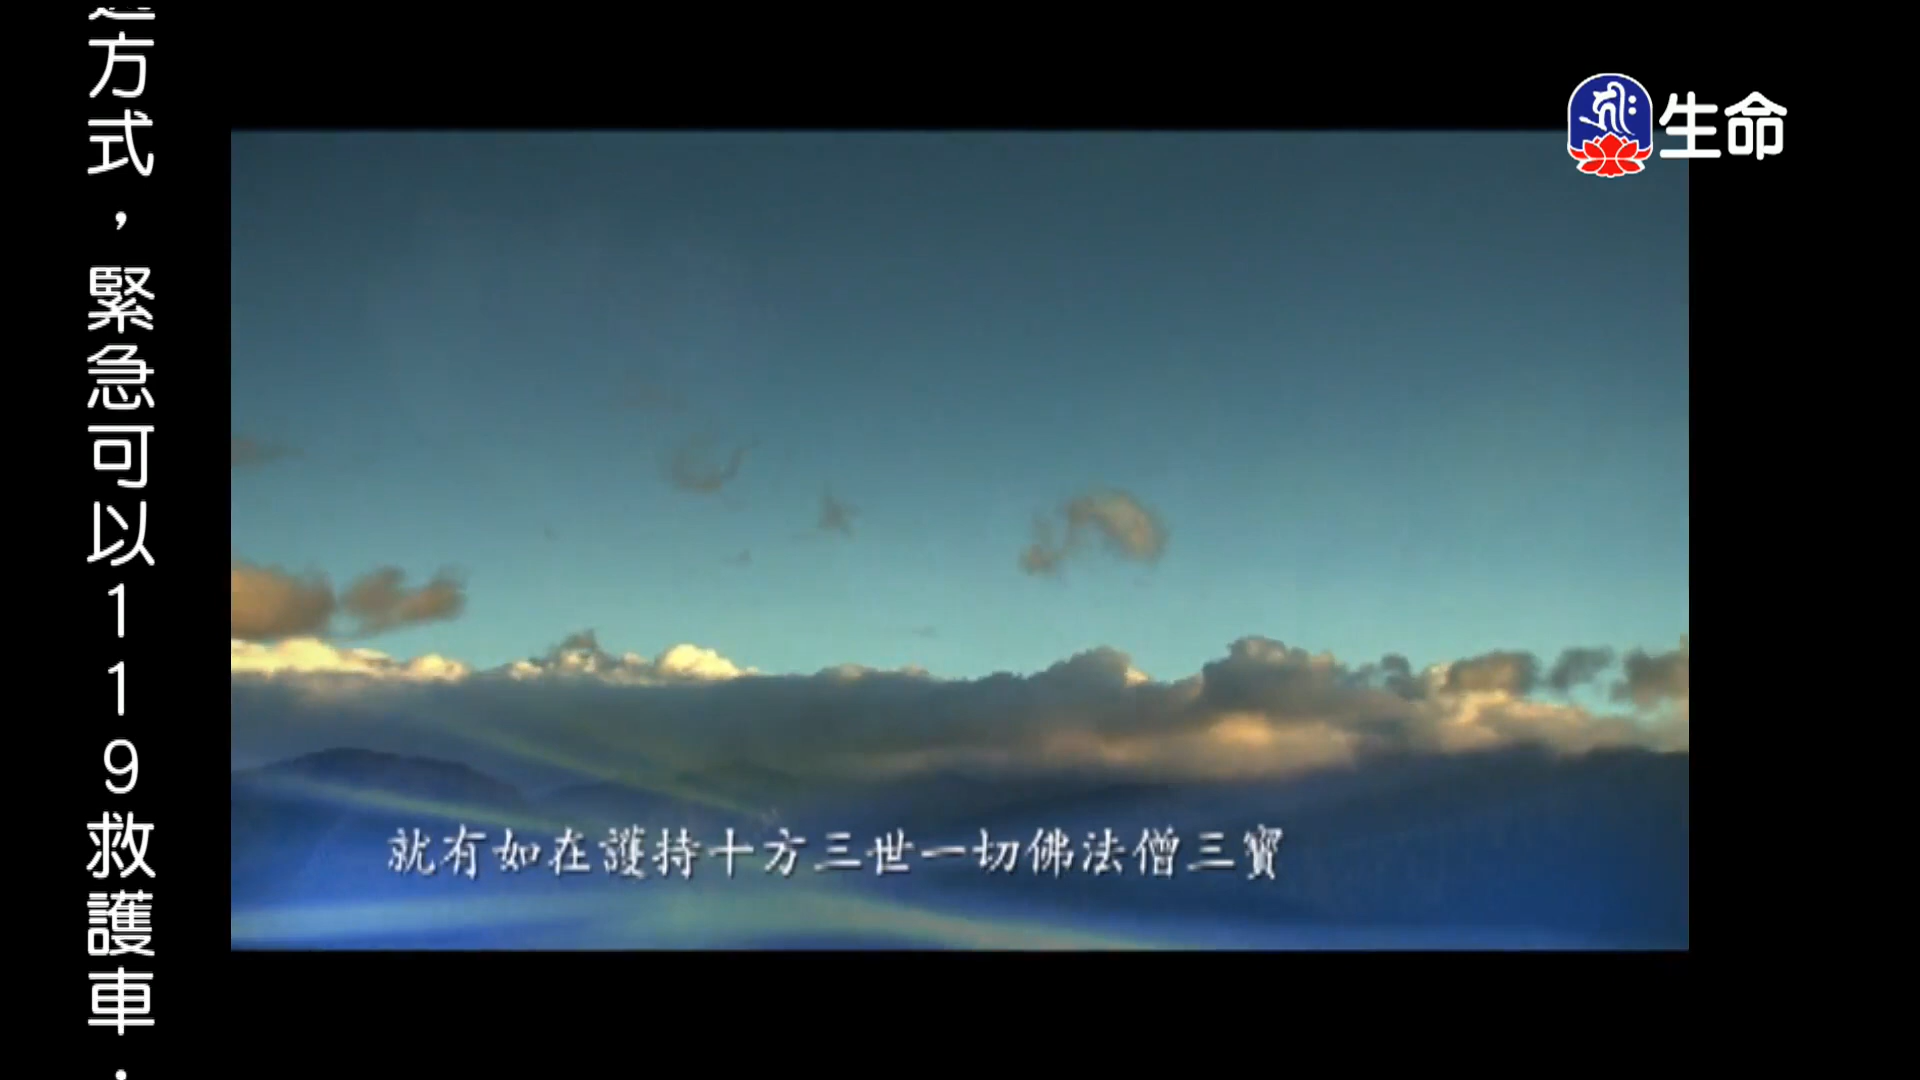 方式，緊急可以119救護車．
生命
就有如在護持十方三世一切佛法僧三寶